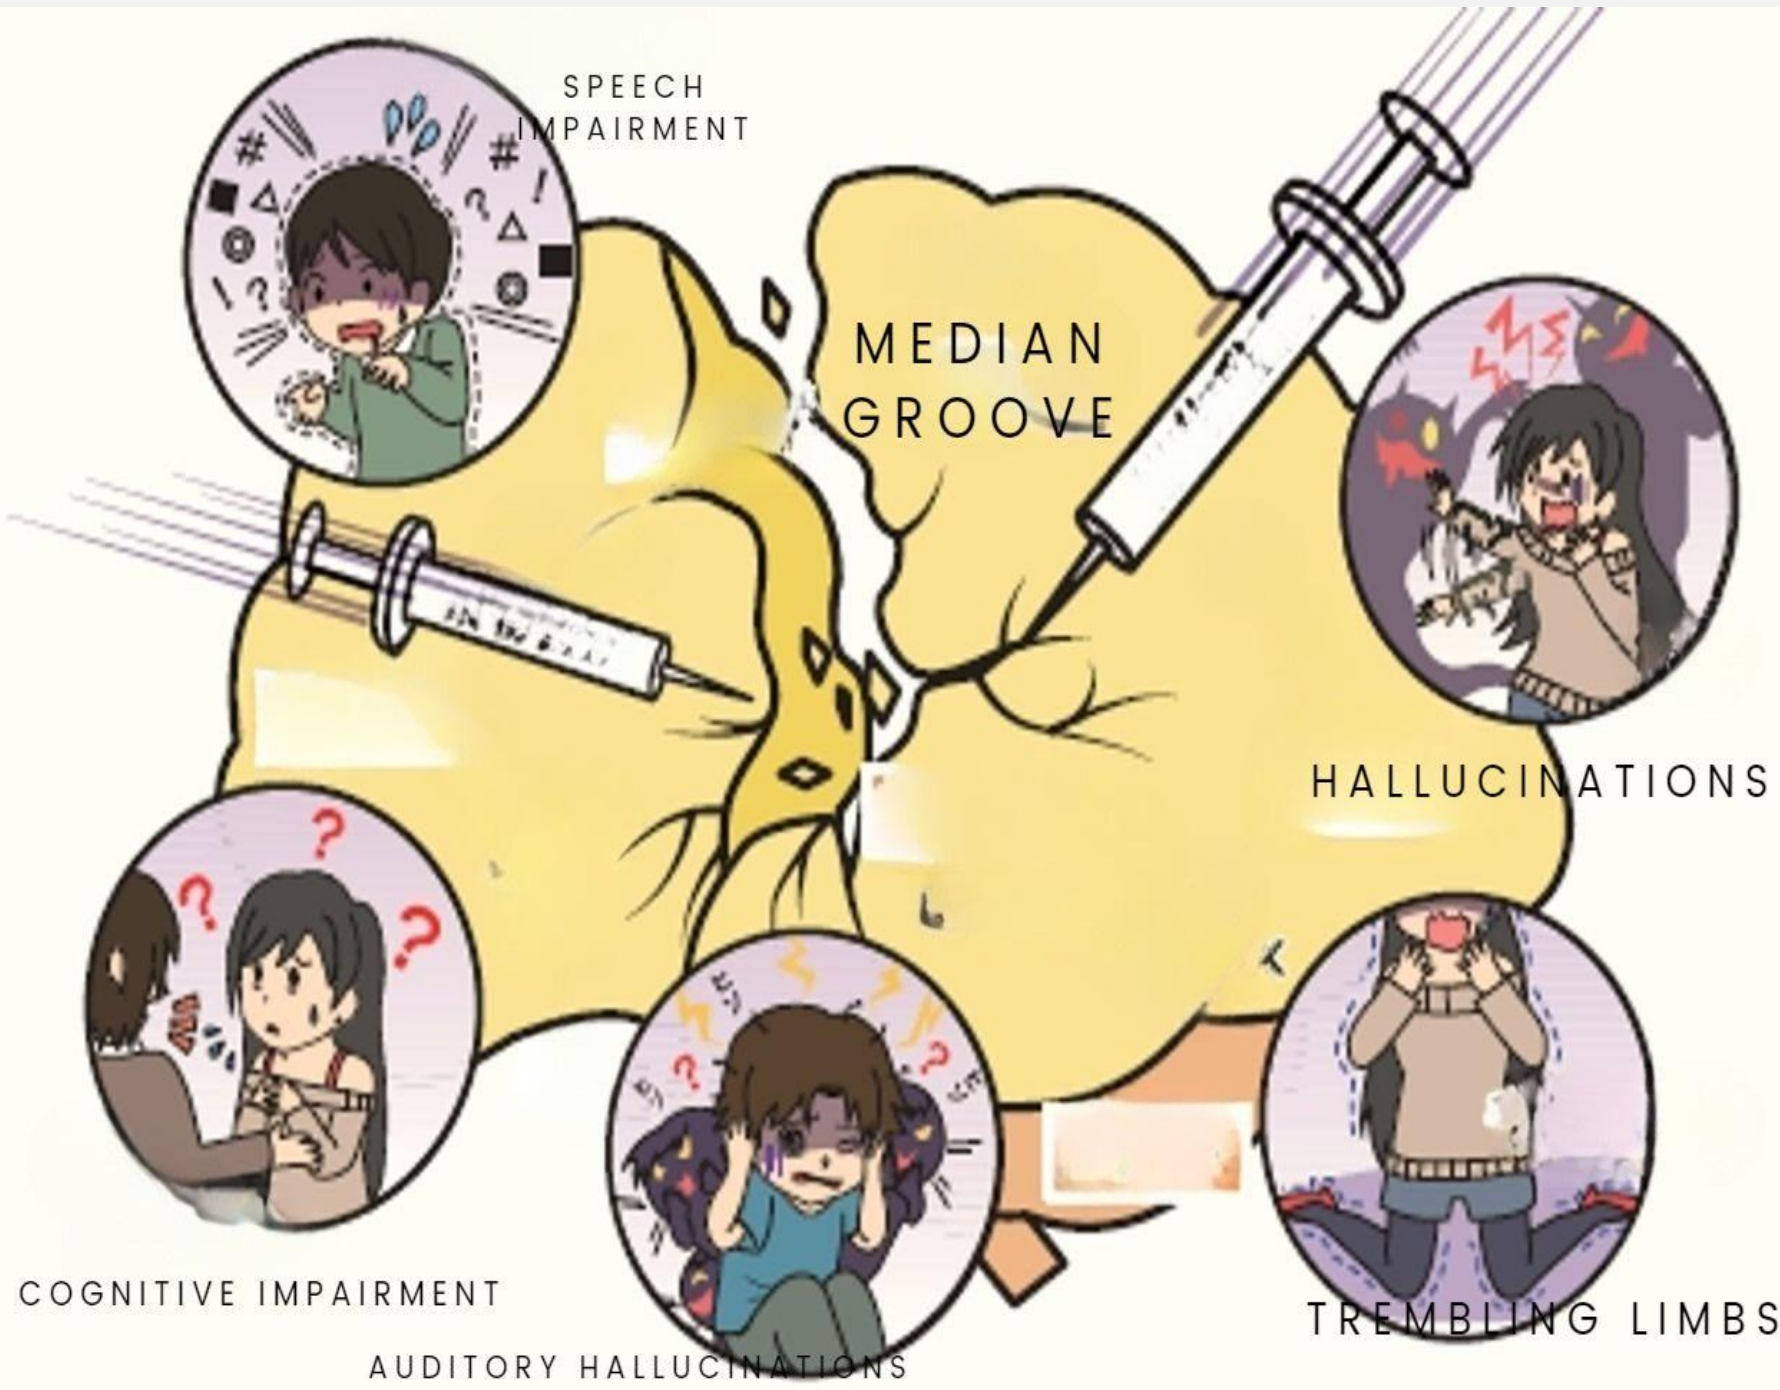 SPEECH
IMPAIRMENT
MEDIAN
GROOVE
HALLUCINATIONS
COGNITIVE IMPAIRMENT
TREMBLING LIMBS
AUDITORY HALLUCINATIONS